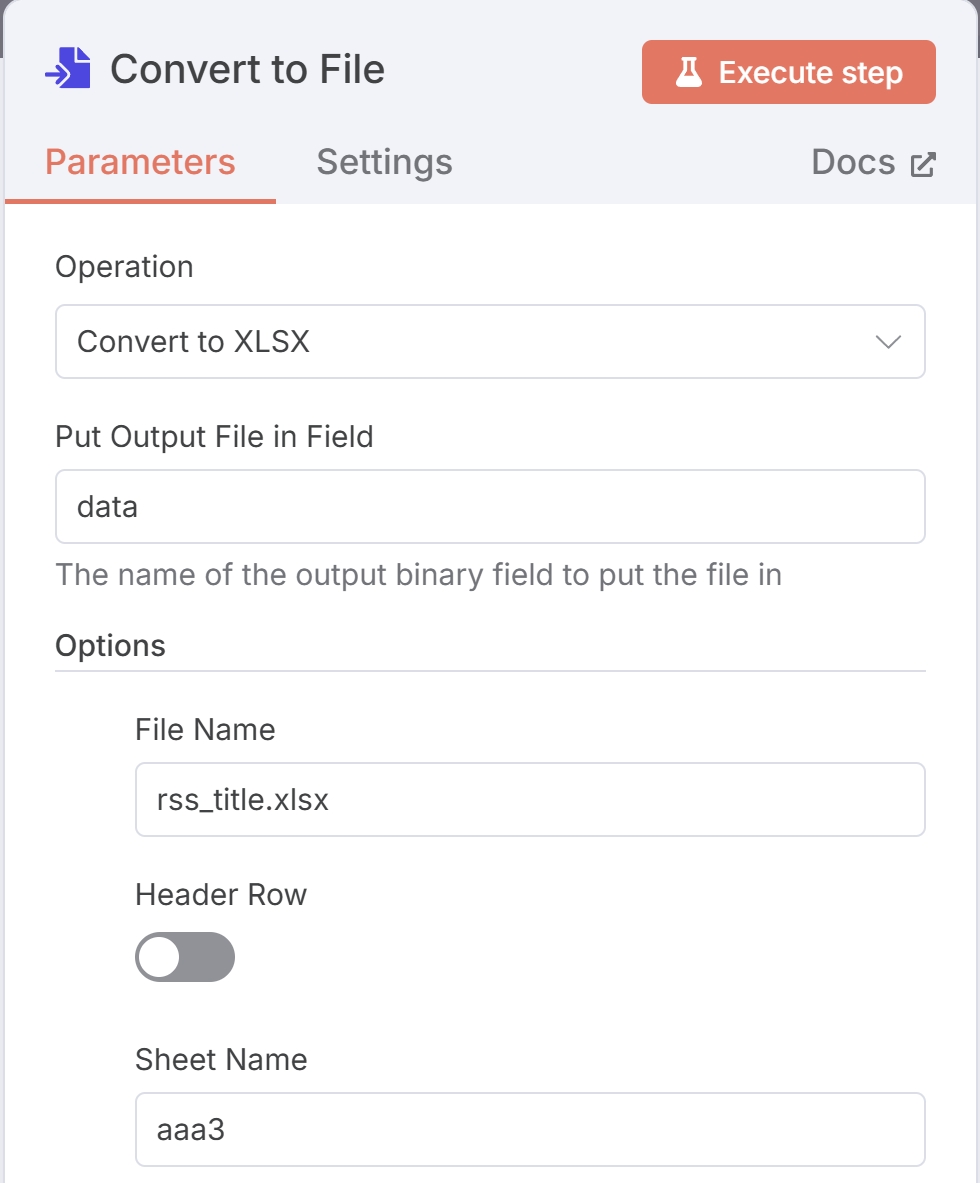 Convert to File
Execute step
Parameters
Settings
Docs
Operation
Convert to XLSX
Put Output File in Field
data
The name of the output binary field to put the file in
Options
File Name
rss_title.xlsx
Header Row
Sheet Name
aaa3